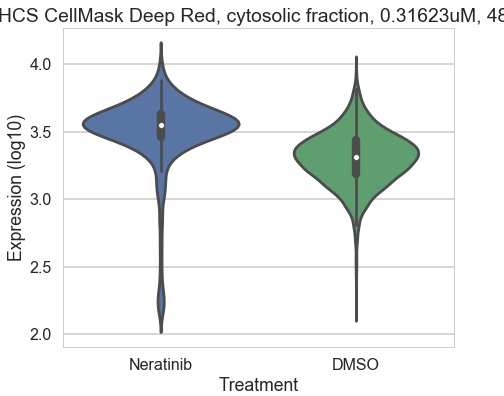 HCS CellMask Deep Red, cytosolic fraction, 0.31623uM, 48
4.0
3.5
3.0
2.5
2.0
Expression (log10)
Neratinib DMSO
Treatment